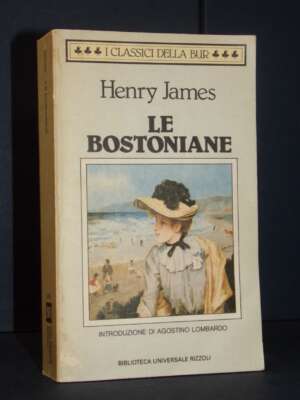 I CLASSICI DELLA BUR
Henry James
LE
BOSTONIANE
INTRODUZIONE DI AGOSTINO LOMBARDO
BIBLIOTECA UNIVERSALE RIZZOLI